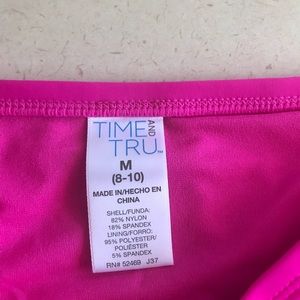 TIME AND
TRU™
M
(8-10)
MADE IN/HECHO EN
CHINA
SHELL/FUNDA:
82% NYLON
18% SPANDEX
LINING/FORRO:
95% POLYESTER/
POLIÉSTER
5% SPANDEX
RN# 52469 J37